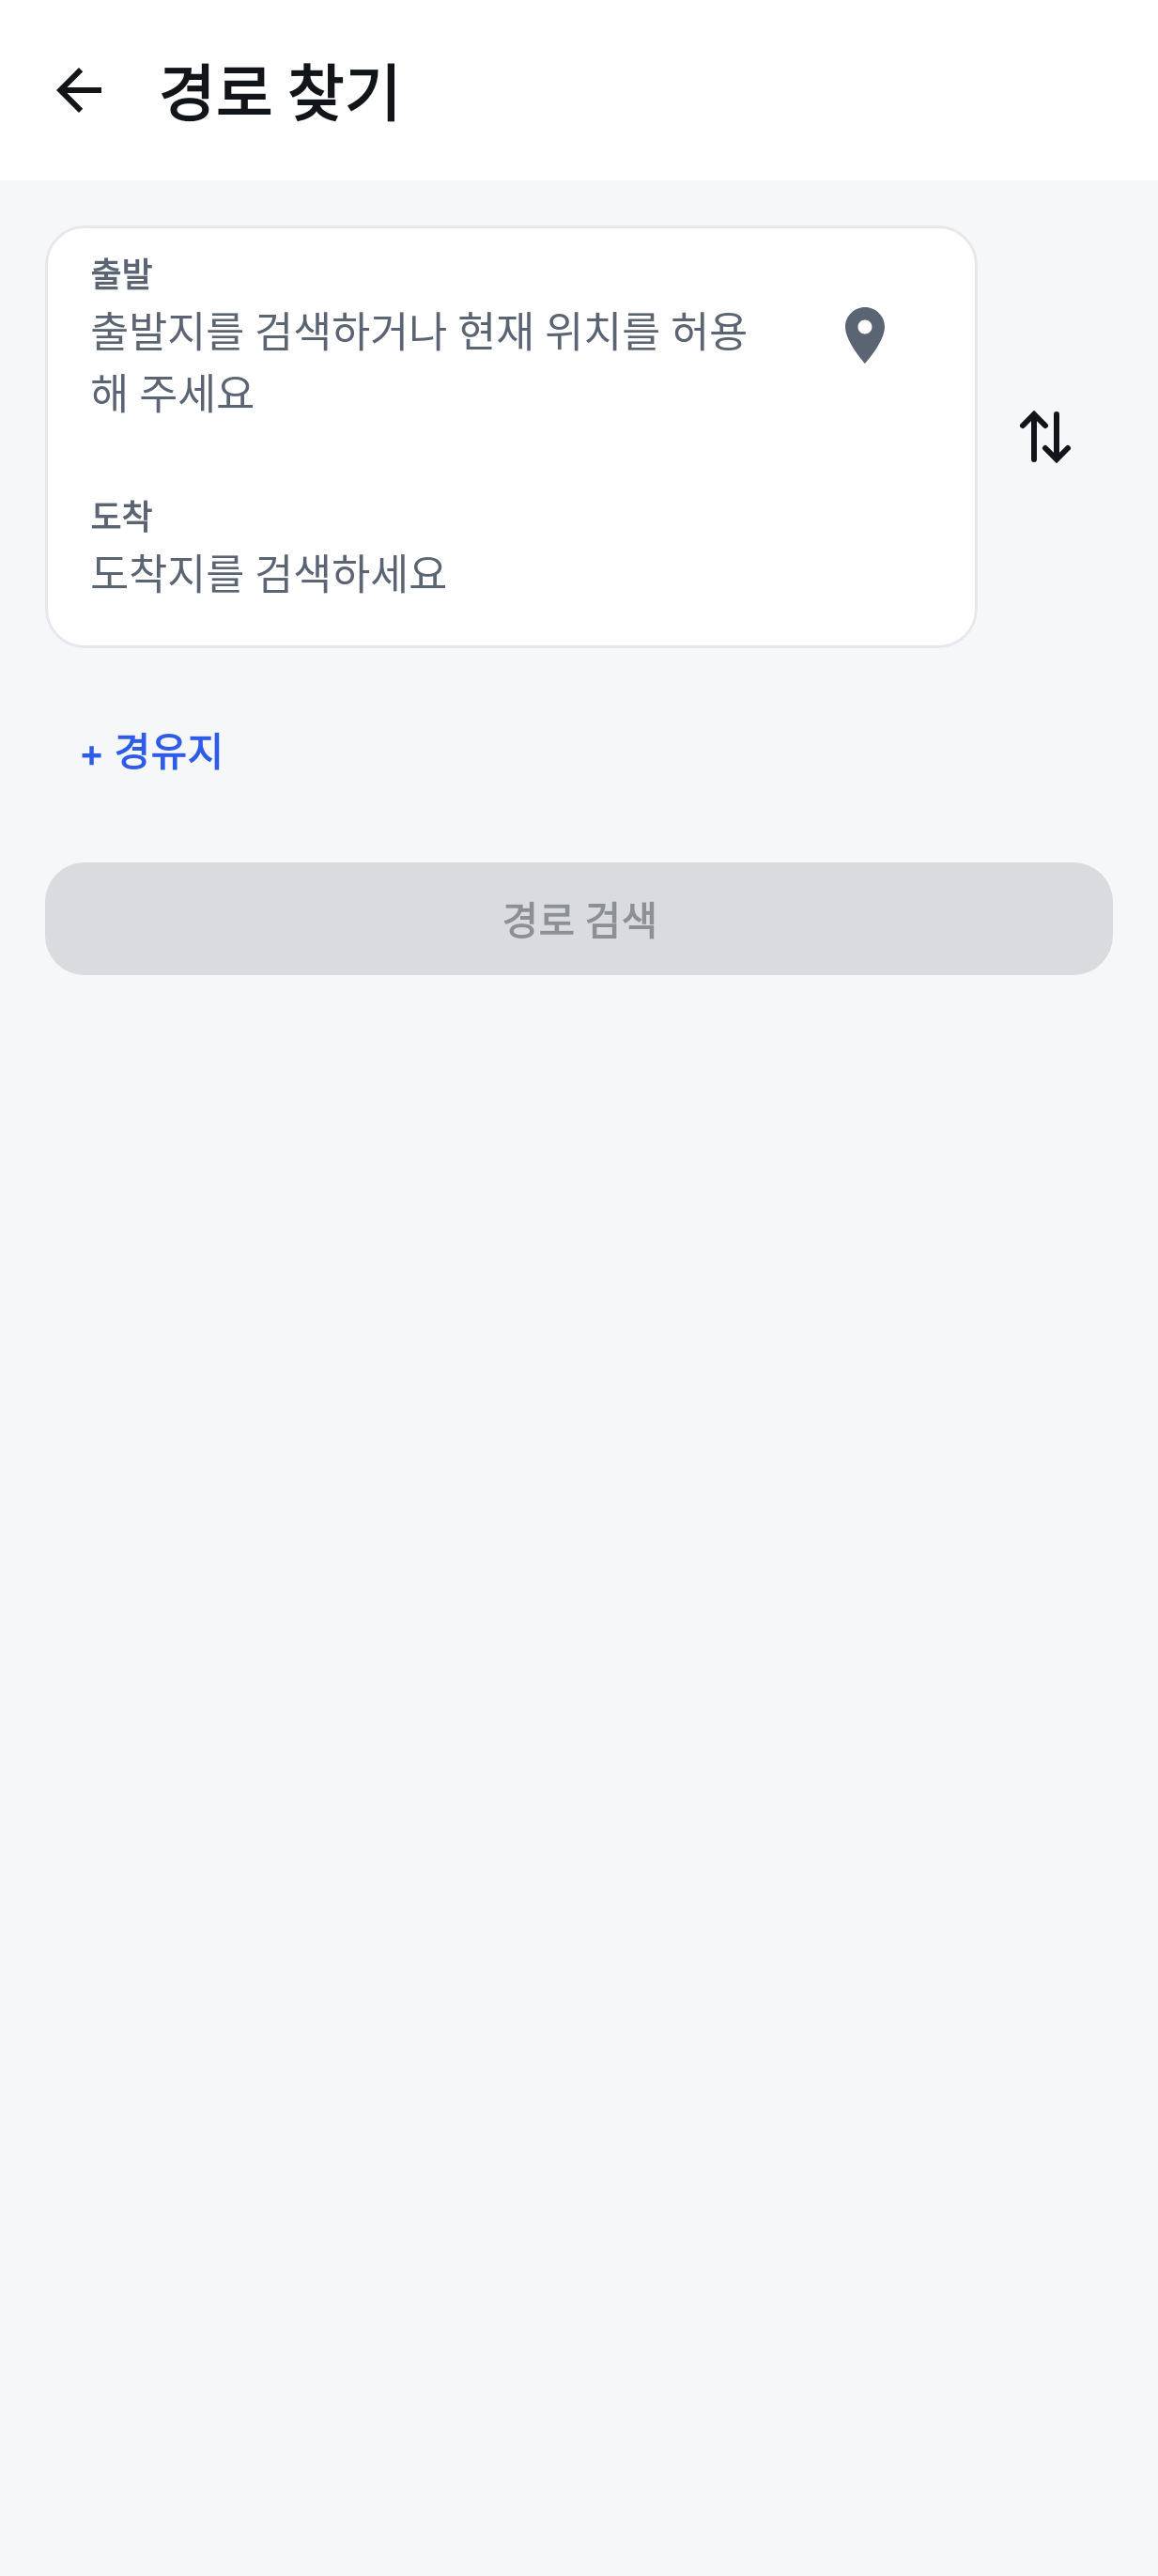 경로 찾기
출발
출발지를 검색하거나 현재 위치를 허용
해 주세요
도착
도착지를 검색하세요
+ 경유지
경로 검색